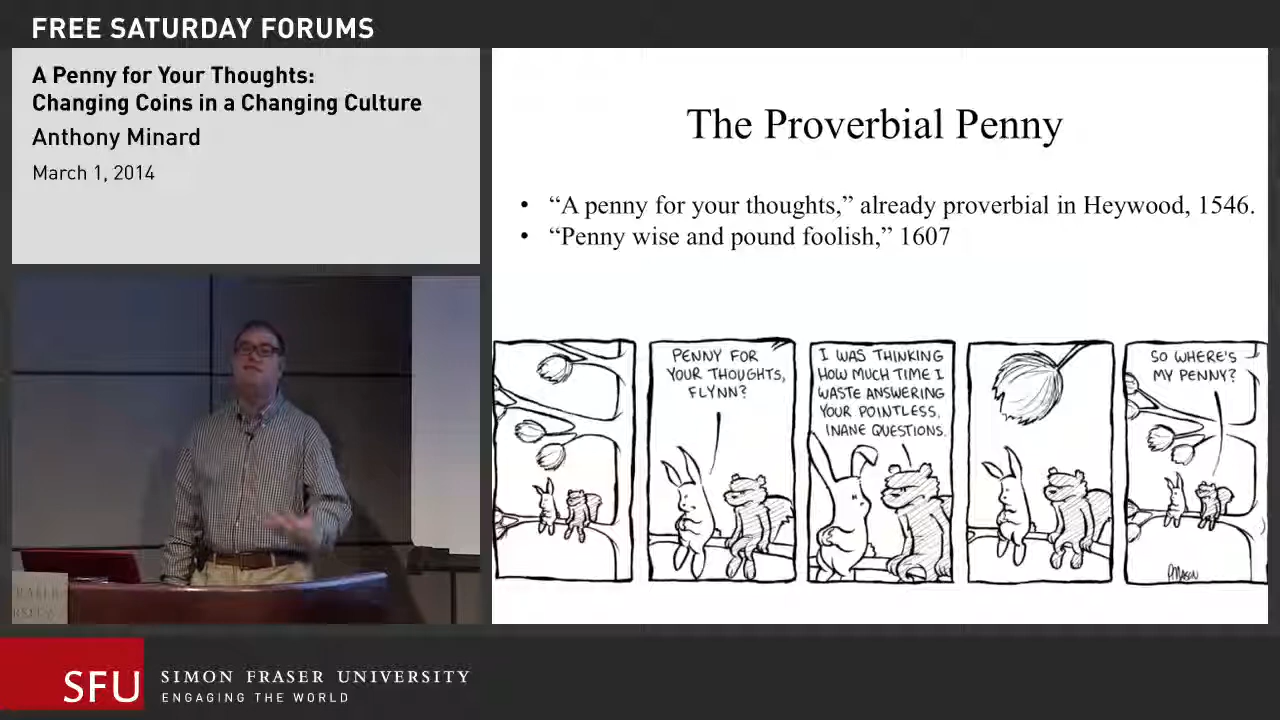 FREE SATURDAY FORUMS
A Penny for Your Thoughts:
Changing Coins in a Changing Culture
Anthony Minard
March 1, 2014
The Proverbial Penny
• “A penny for your thoughts,” already proverbial in Heywood, 1546.
• “Penny wise and pound foolish,” 1607
PENNY FOR
YOUR THOUGHTS,
FLYNN?
I WAS THINKING
HOW MUCH TIME I
WASTE ANSWERING
YOUR POINTLESS,
INANE QUESTIONS.
SO WHERE'S
MY PENNY?
SFU
SIMON FRASER UNIVERSITY
ENGAGING THE WORLD